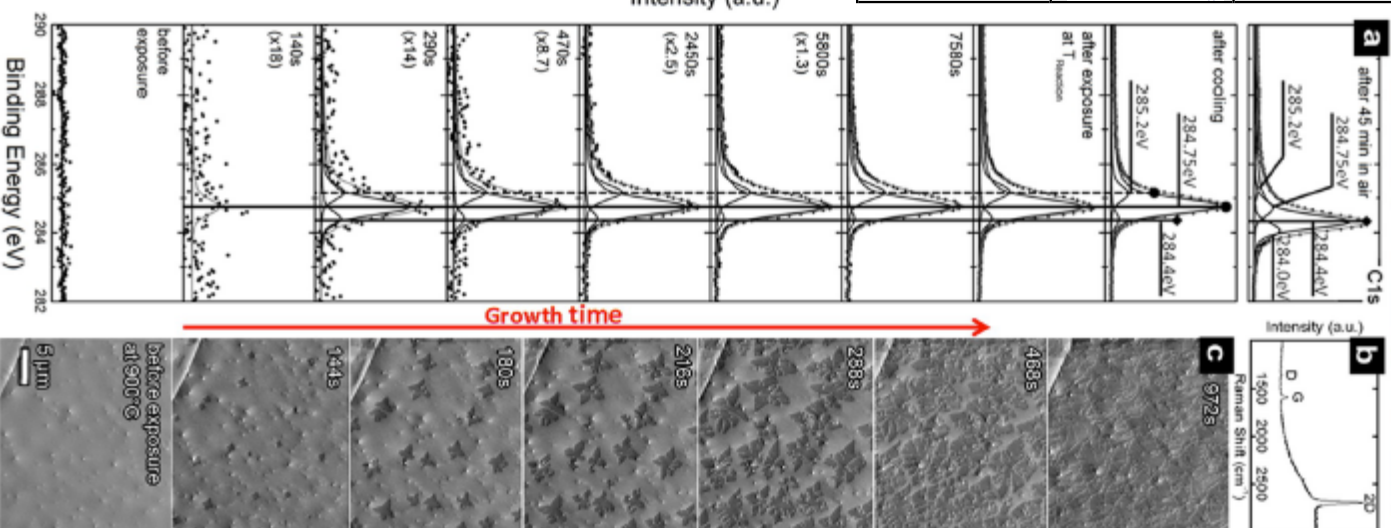 Intensity (a.u.)
a
after 45 min in air
C1s
285.2eV
284.75eV
284.4eV
284.0eV
after cooling
285.2eV
284.75eV
284.4eV
after exposure
at T Reaction
7580s
5800s
(x1.3)
2450s
(x2.5)
470s
(x8.7)
290s
(x14)
140s
(x18)
before
exposure
290 288 286 284 282
Binding Energy (eV)
Growth time
b
Intensity (a.u.)
D
G
2D
1500 2000 2500
Raman Shift (cm⁻¹)
c
972s
468s
288s
216s
180s
144s
before exposure
at 900°C
5 µm